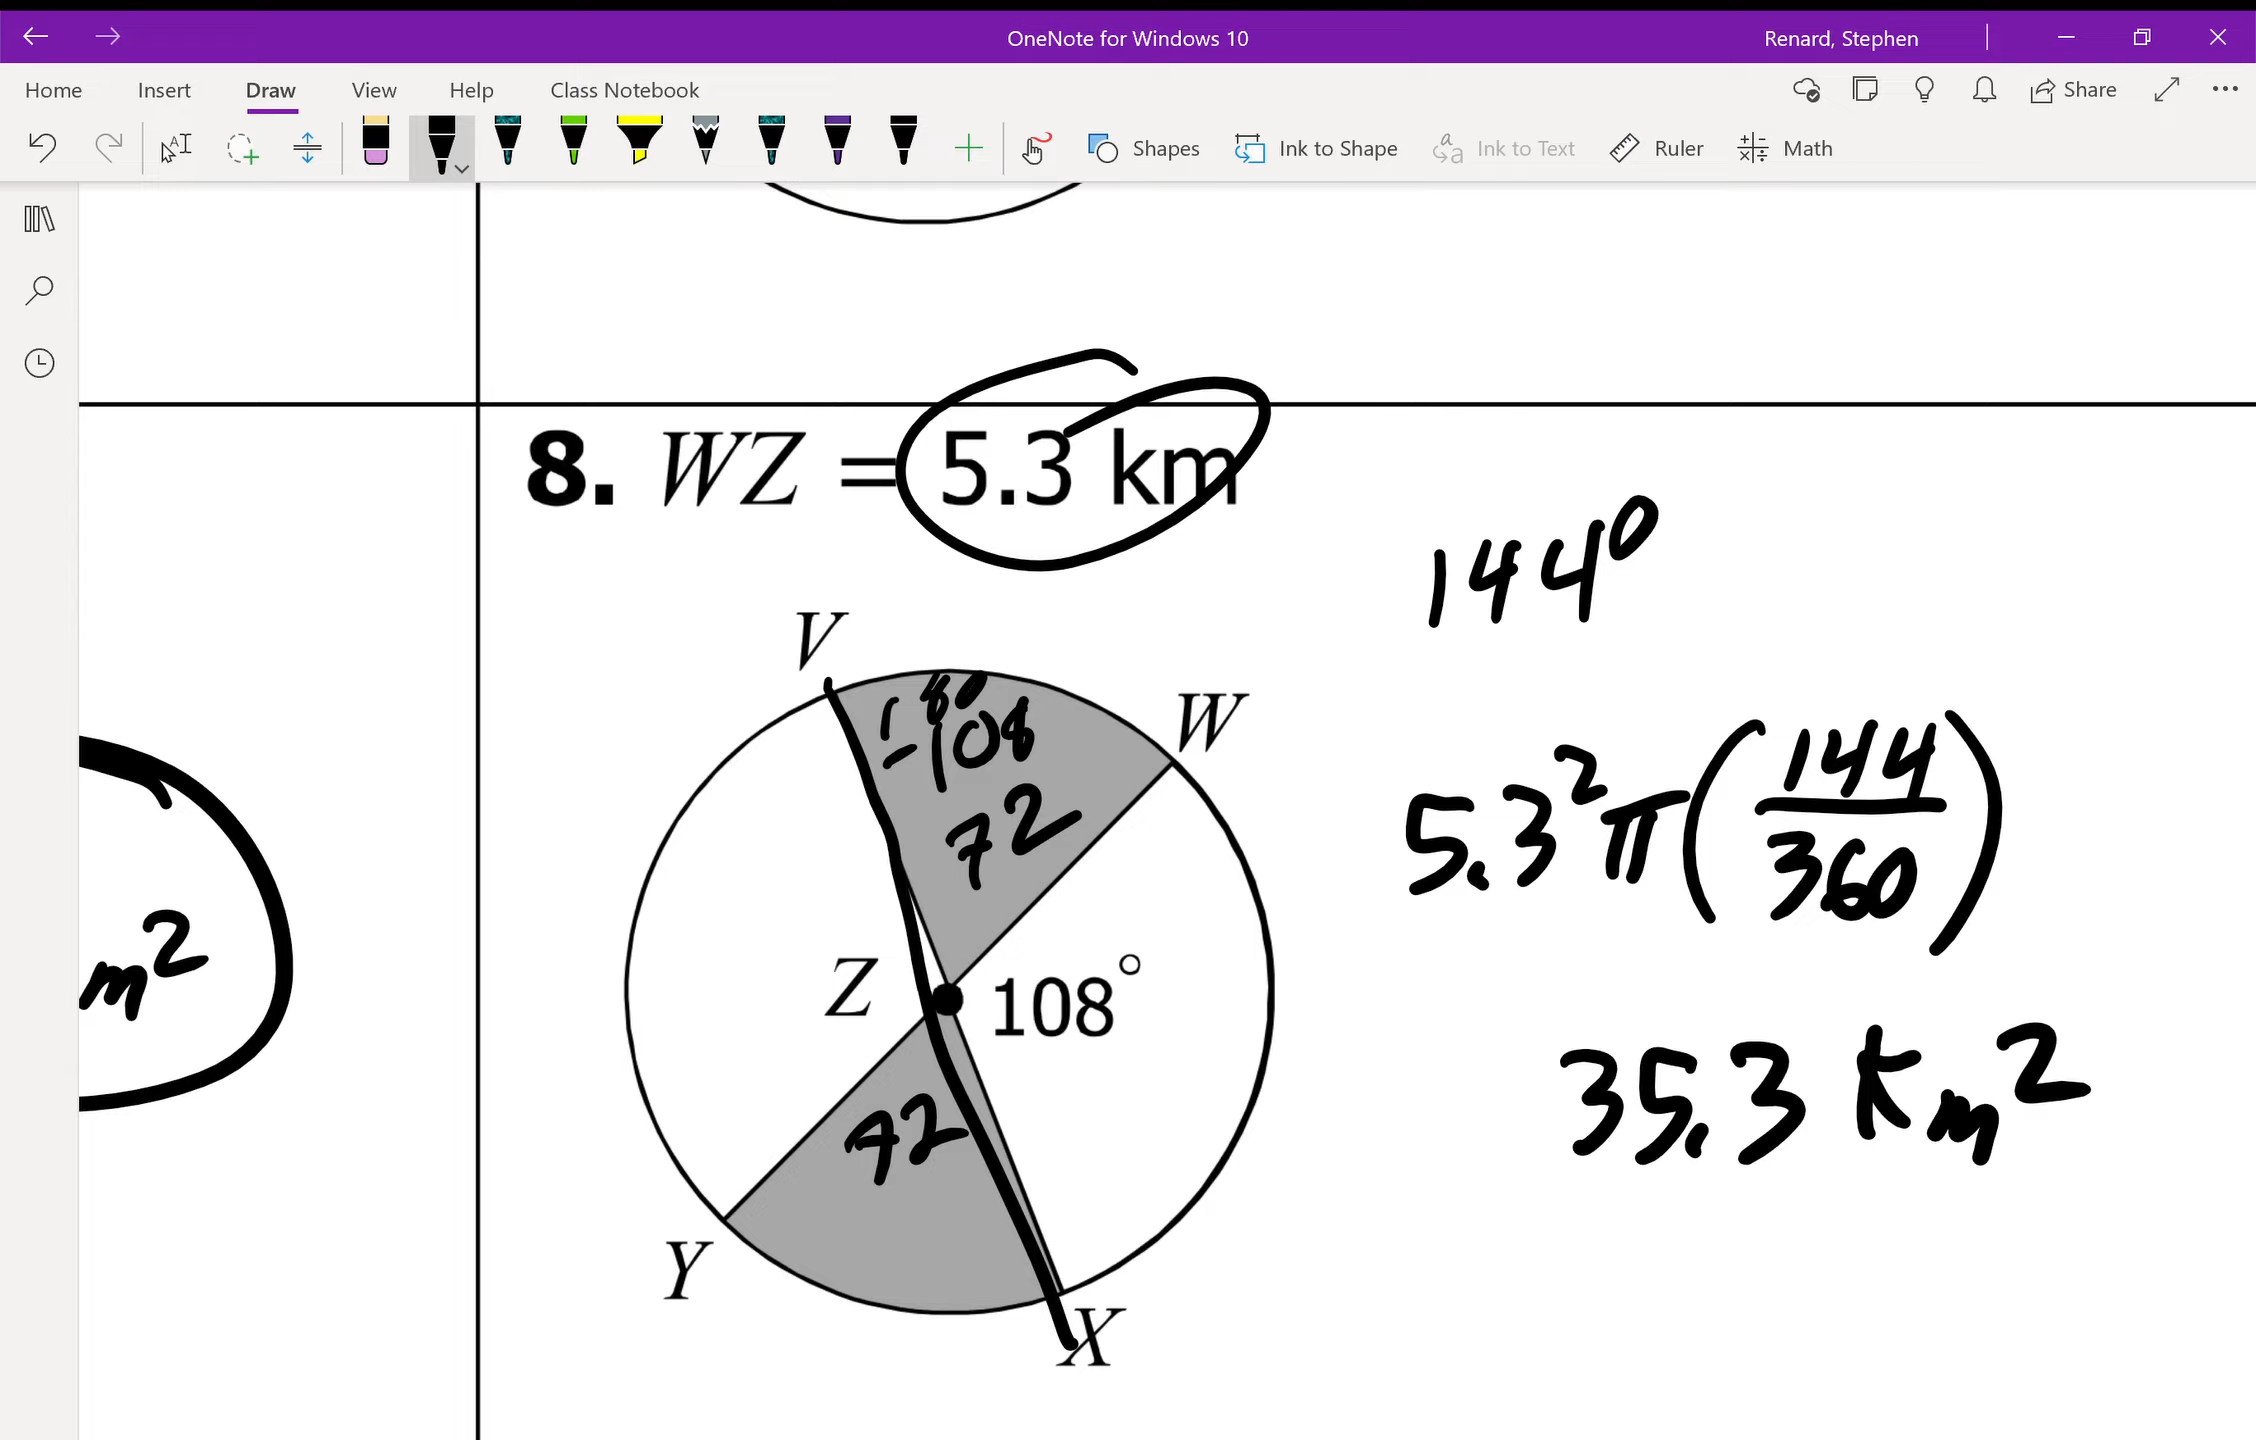 OneNote for Windows 10
Renard, Stephen
Home Insert Draw View Help Class Notebook Share
Shapes Ink to Shape Ink to Text Ruler Math
8. WZ = 5.3 km
144⁰
V
W
180
-108
72
5.3²π(144/360)
Z 108°
m²
72
35.3 Km²
Y
X